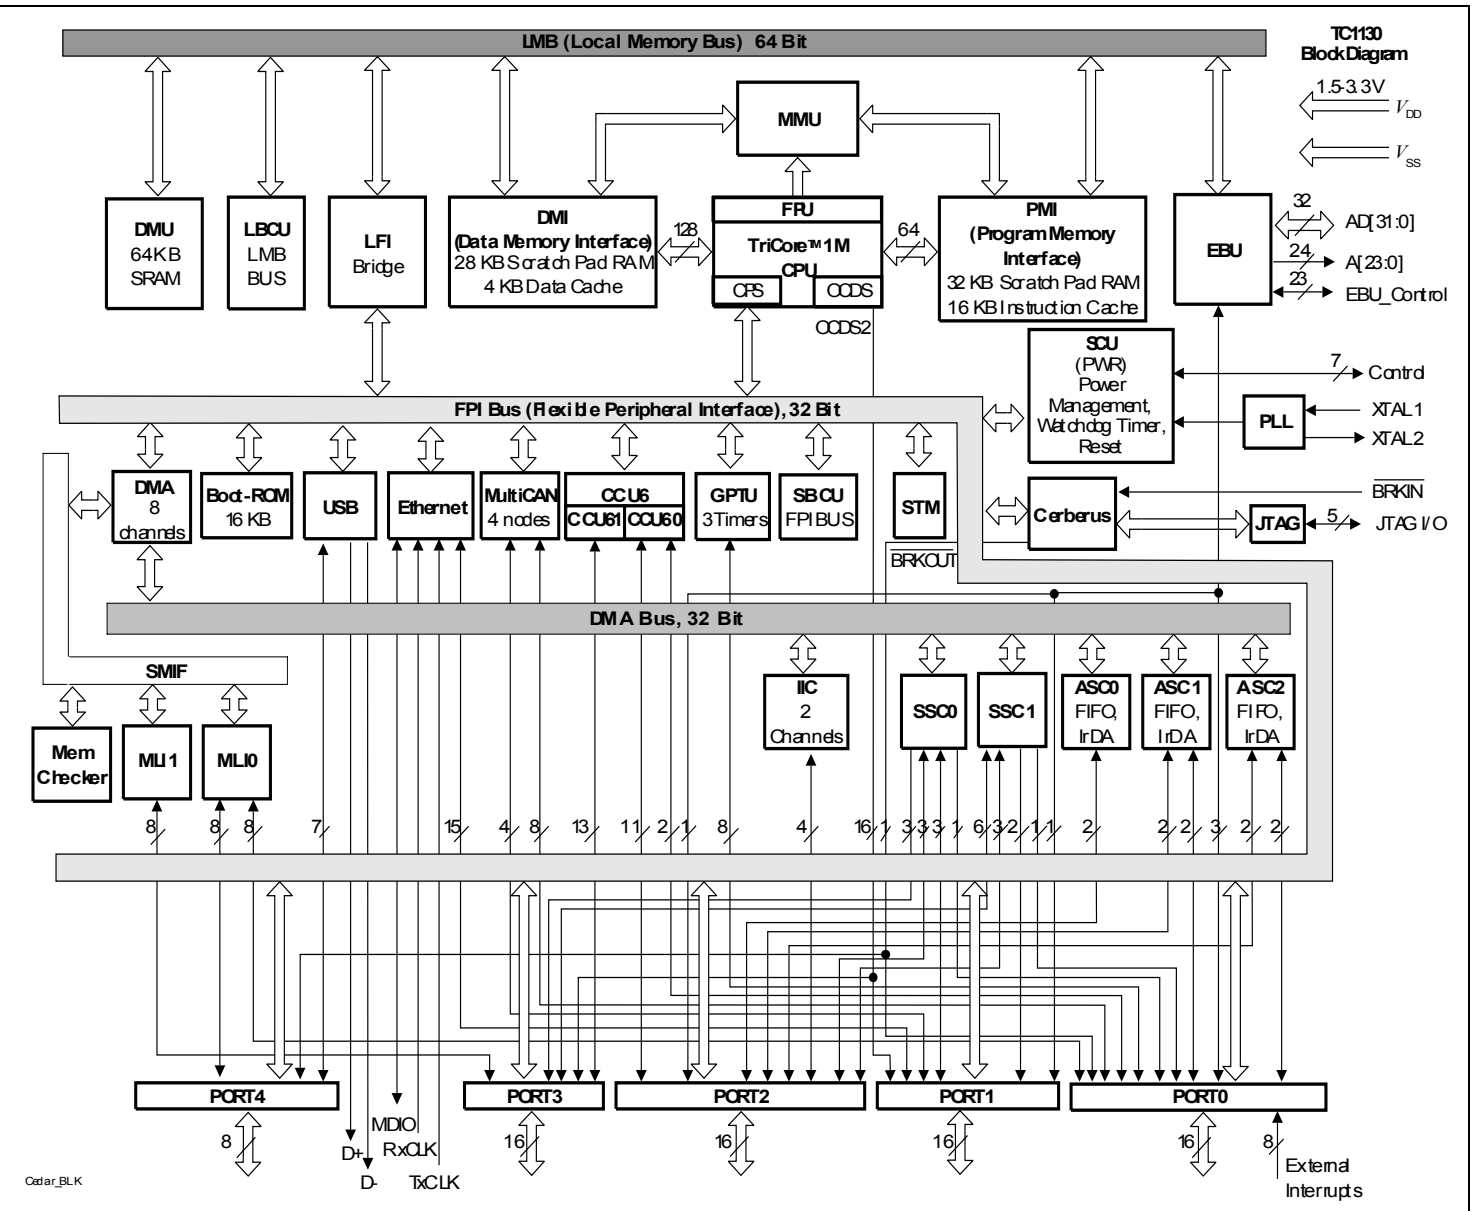 LMB (Local Memory Bus) 64 Bit
TC1130
Block Diagram
1.5-3.3V
VDD
VSS
MMU
DMU
64KB
SRAM
LBCU
LMB
BUS
LFI
Bridge
DMI
(Data Memory Interface)
28 KB Scratch Pad RAM
4 KB Data Cache
128
FPU
TriCore™ 1M
CPU
CPS
OCDS
OCDS2
64
PMI
(Program Memory
Interface)
32 KB Scratch Pad RAM
16 KB Instruction Cache
EBU
32
AD[31:0]
24
A[23:0]
23
EBU_Control
SCU
(PWR)
Power
Management,
Watchdog Timer,
Reset
7
Control
PLL
XTAL1
XTAL2
FPI Bus (Flexible Peripheral Interface), 32 Bit
DMA
8
channels
Boot-ROM
16 KB
USB
Ethernet
MultiCAN
4 nodes
CCU6
CCU61
CCU60
GPTU
3Timers
SBCU
FPI BUS
STM
Cerberus
BRKIN
JTAG
5
JTAG I/O
BRKOUT
DMA Bus, 32 Bit
SMIF
Mem
Checker
MLI1
MLI0
IIC
2
Channels
SSC0
SSC1
ASC0
FIFO,
IrDA
ASC1
FIFO,
IrDA
ASC2
FIFO,
IrDA
8 8 8 7 15 4 8 13 11 2 1 8 4 16 1 3 3 3 1 6 3 2 1 1 2 2 2 3 2 2
PORT4
PORT3
PORT2
PORT1
PORT0
8
D+
D-
MDIO
RxCLK
TxCLK
16
16
16
16
8
External
Interrupts
Cedar_BLK